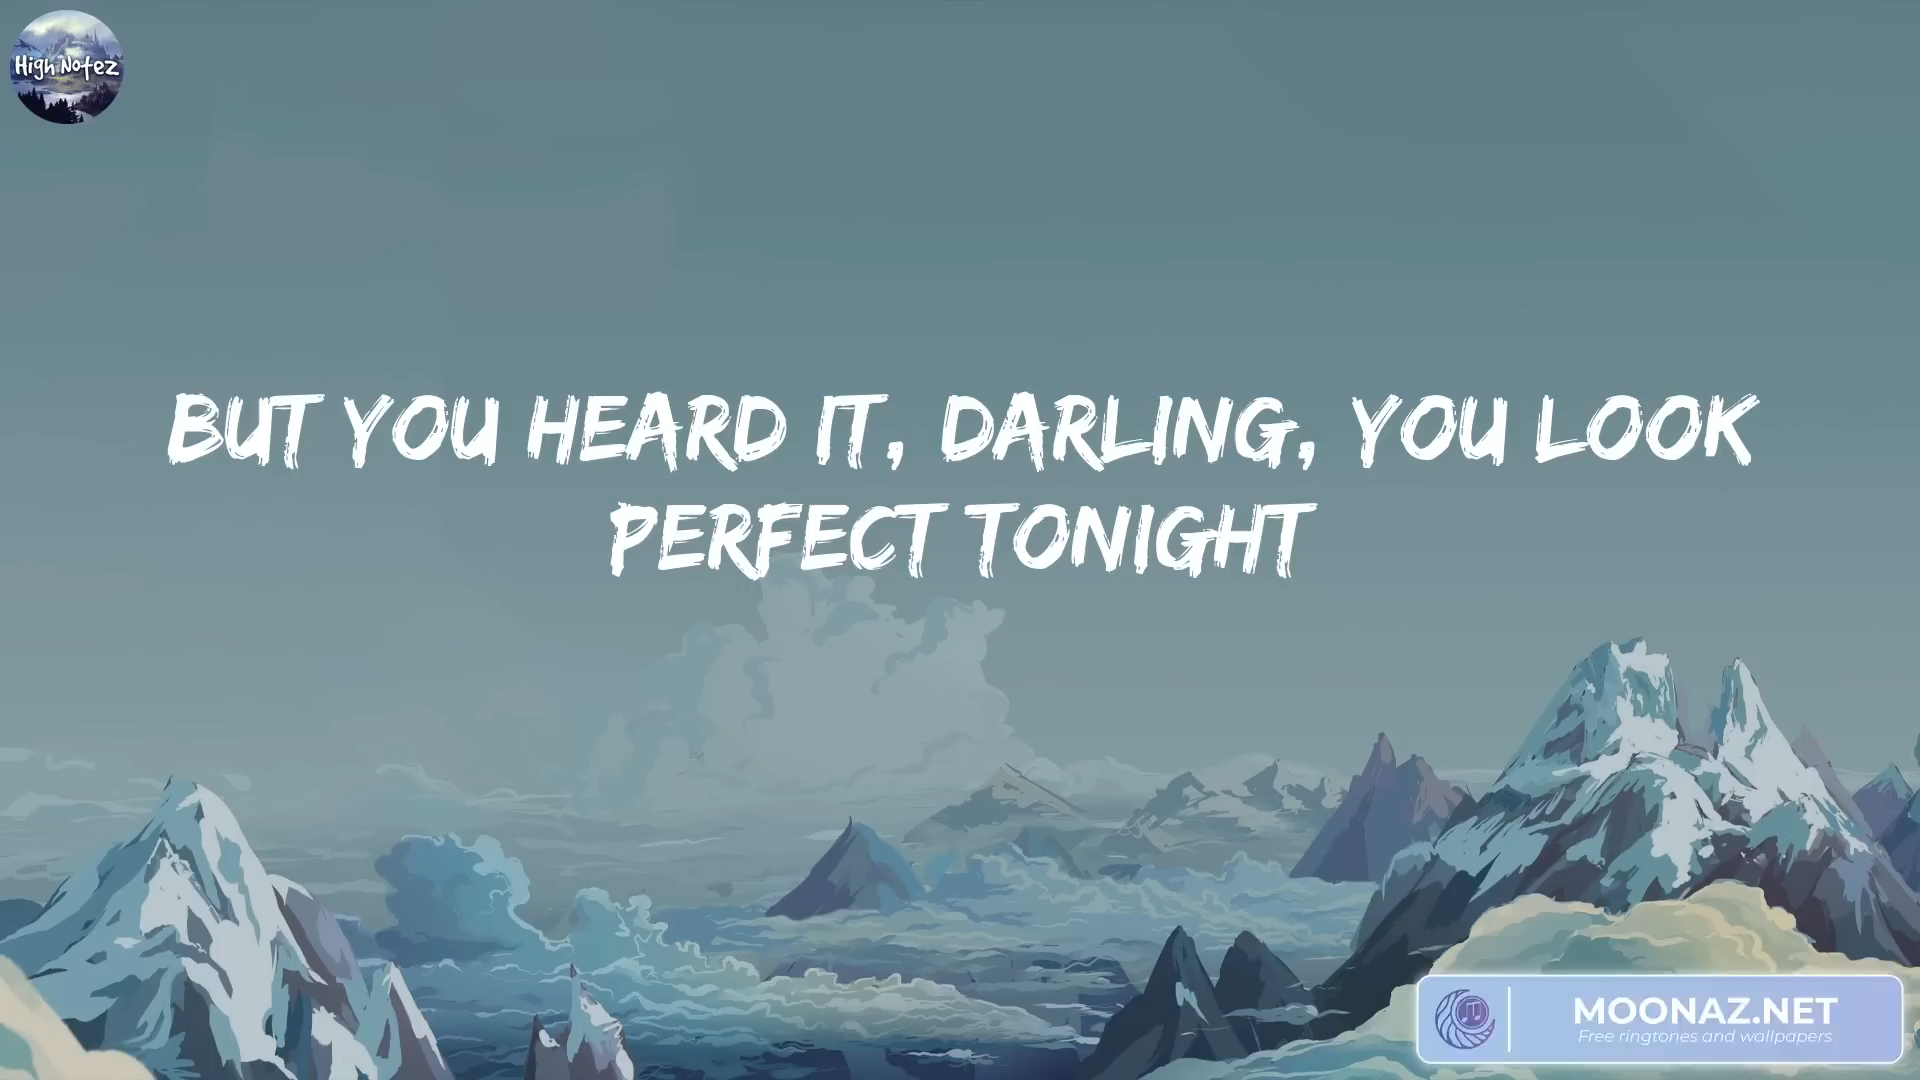 High Notez
BUT YOU HEARD IT, DARLING, YOU LOOK
PERFECT TONIGHT
MOONAZ.NET
Free ringtones and wallpapers